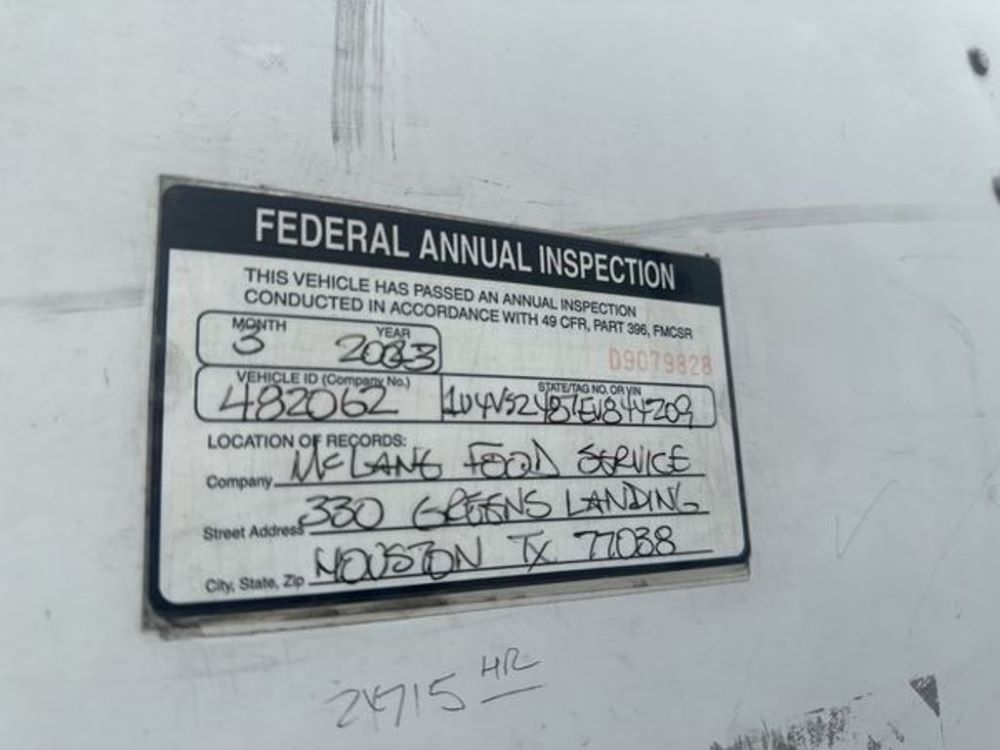 FEDERAL ANNUAL INSPECTION
THIS VEHICLE HAS PASSED AN ANNUAL INSPECTION
CONDUCTED IN ACCORDANCE WITH 49 CFR, PART 396, FMCSR
MONTH YEAR
3 2023
D9079828
VEHICLE ID (Company No.) STATE/TAG NO. OR VIN
482062 1U4VS2487EV844209
LOCATION OF RECORDS:
Company McLANE FOOD SERVICE
Street Address 330 GREENS LANDING
City, State, Zip HOUSTON TX 77038
24715 HR